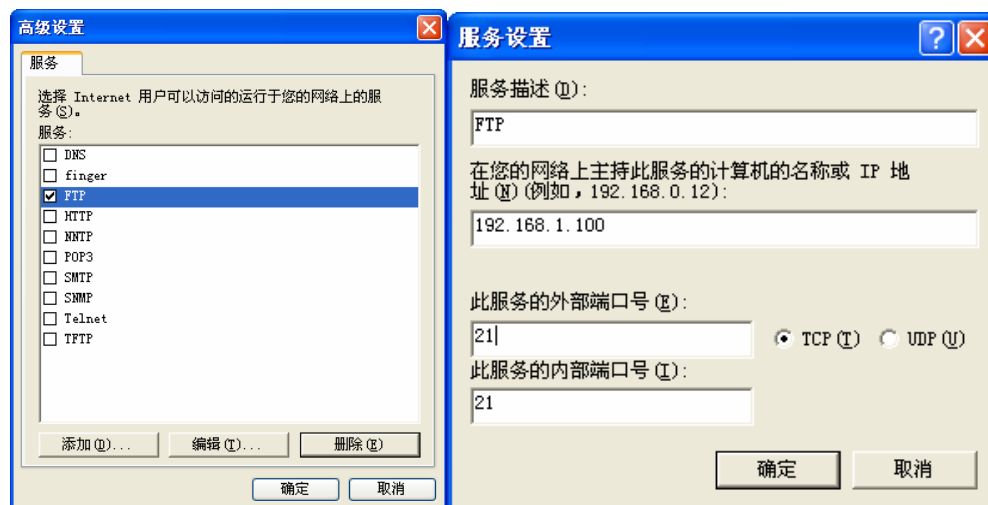 高级设置
服务
选择 Internet 用户可以访问的运行于您的网络上的服
务(S)。
服务:
DNS
finger
FTP
HTTP
NNTP
POP3
SMTP
SNMP
Telnet
TFTP
添加(D)...
编辑(T)...
删除(E)
确定
取消
服务设置
服务描述(D):
FTP
在您的网络上主持此服务的计算机的名称或 IP 地
址(N)(例如，192.168.0.12):
192.168.1.100
此服务的外部端口号(E):
21
TCP(T)
UDP(U)
此服务的内部端口号(I):
21
确定
取消